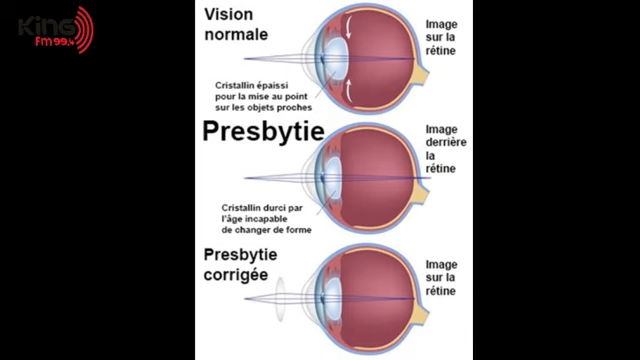 King
Fm 99.4
Vision
normale
Image
sur la
rétine
Cristallin épaissi
pour la mise au point
sur les objets proches
Presbytie
Image
derrière
la
rétine
Cristallin durci par
l'âge incapable
de changer de forme
Presbytie
corrigée
Image
sur la
rétine